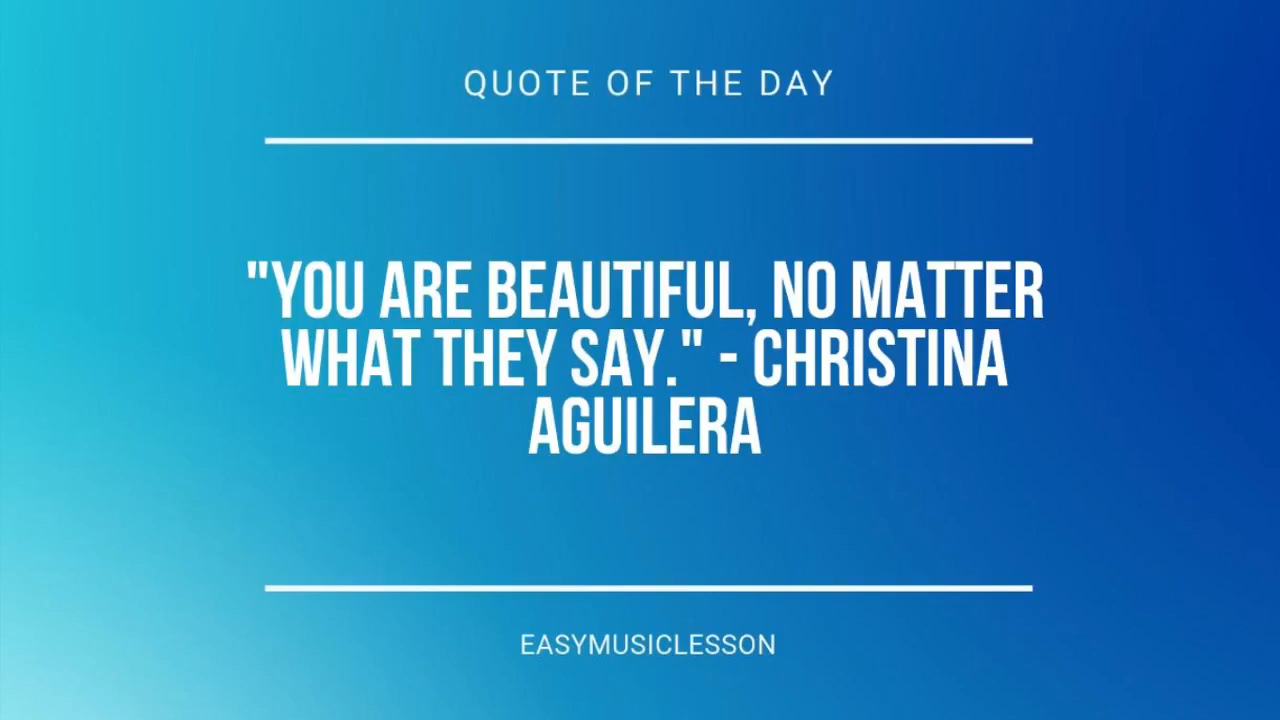 QUOTE OF THE DAY
"YOU ARE BEAUTIFUL, NO MATTER
WHAT THEY SAY." - CHRISTINA
AGUILERA
EASYMUSICLESSON